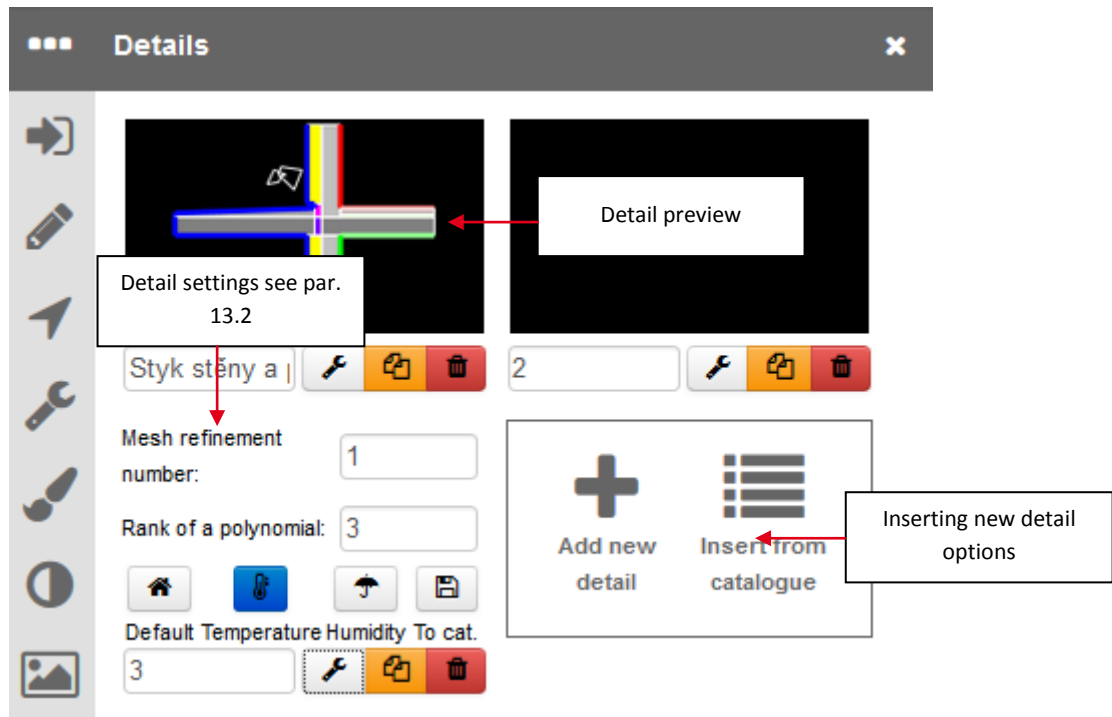 Details
Detail preview
Detail settings see par.
13.2
Styk stěny a p
2
Mesh refinement
number:
1
Rank of a polynomial:
3
Default Temperature Humidity To cat.
3
Add new
detail
Insert from
catalogue
Inserting new detail
options